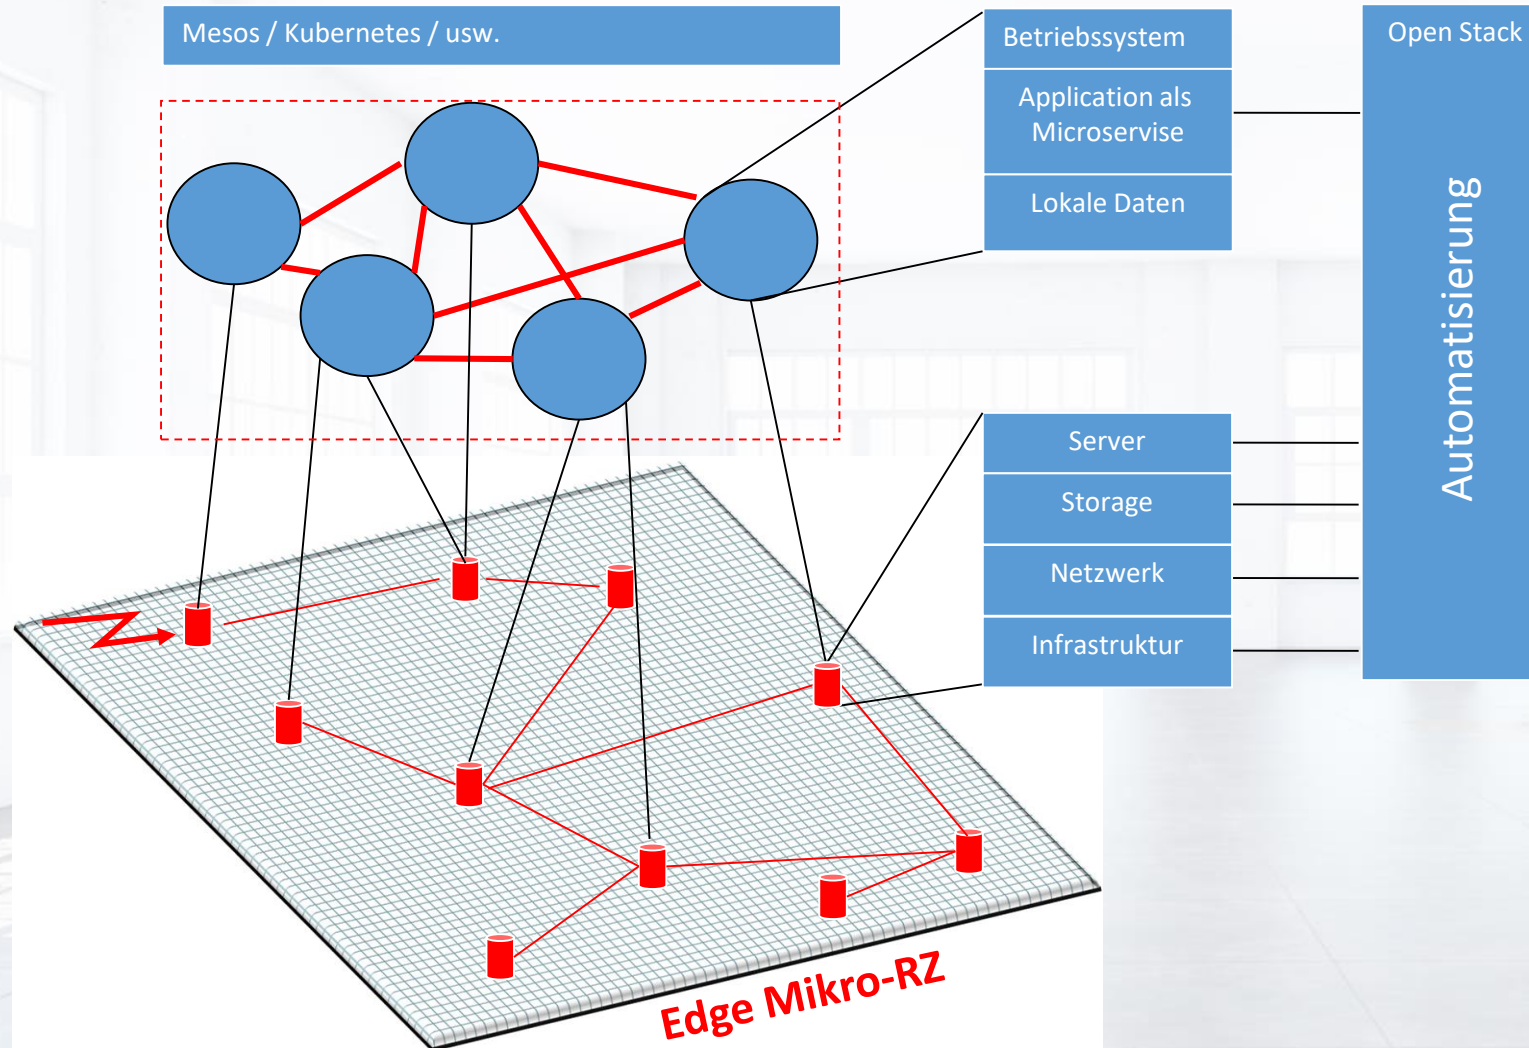 Mesos / Kubernetes / usw.
Betriebssystem
Application als
Microservise
Lokale Daten
Open Stack
Automatisierung
Server
Storage
Netzwerk
Infrastruktur
Edge Mikro-RZ